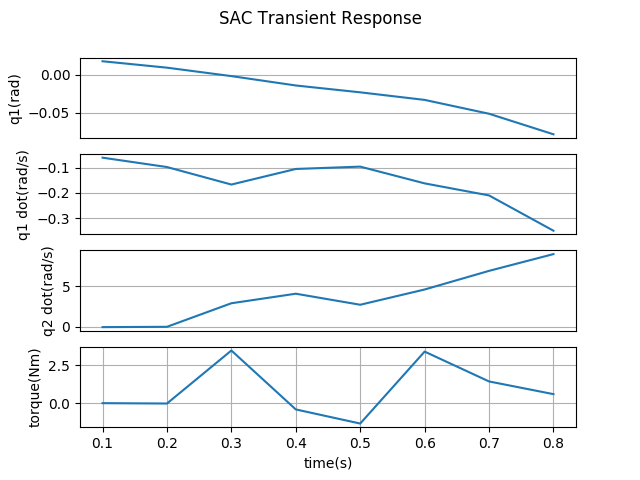 SAC Transient Response
q1(rad)
0.00
−0.05
q1 dot(rad/s)
−0.1
−0.2
−0.3
q2 dot(rad/s)
5
0
torque(Nm)
2.5
0.0
0.1 0.2 0.3 0.4 0.5 0.6 0.7 0.8
time(s)